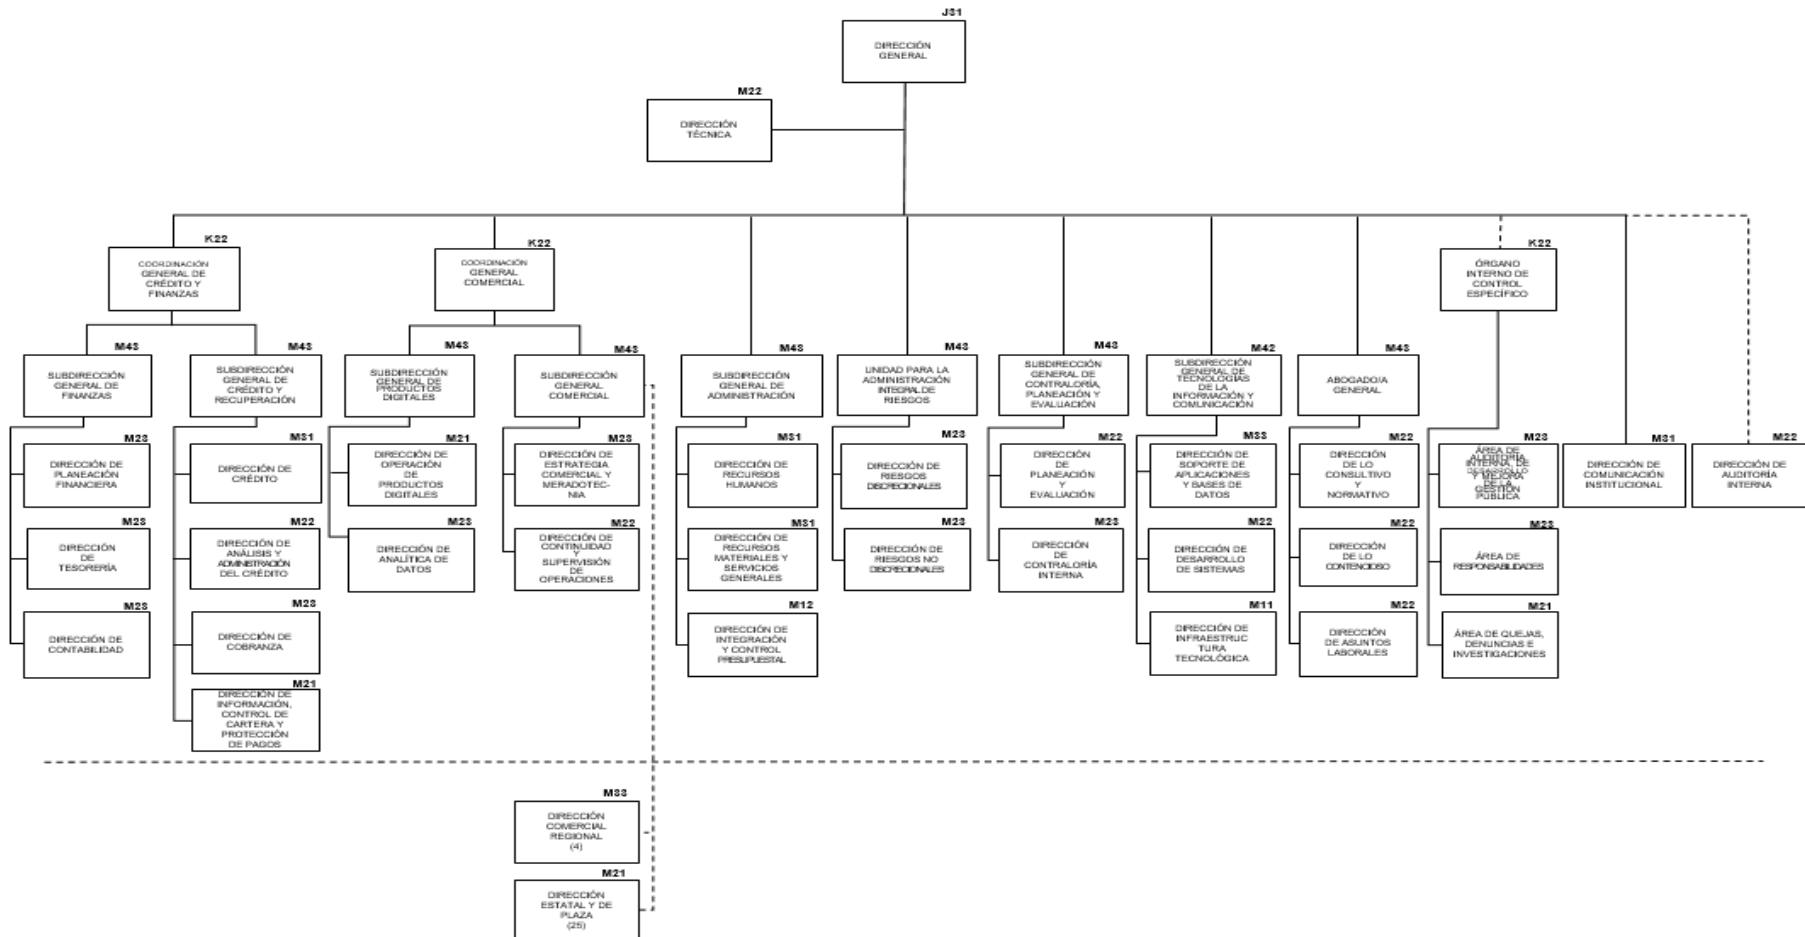 J31
DIRECCIÓN
GENERAL
M22
DIRECCIÓN
TÉCNICA
K22
COORDINACIÓN
GENERAL DE
CRÉDITO Y
FINANZAS
K22
COORDINACIÓN
GENERAL
COMERCIAL
K22
ÓRGANO
INTERNO DE
CONTROL
ESPECÍFICO
M43
SUBDIRECCIÓN
GENERAL DE
FINANZAS
M43
SUBDIRECCIÓN
GENERAL DE
CRÉDITO Y
RECUPERACIÓN
M43
SUBDIRECCIÓN
GENERAL DE
PRODUCTOS
DIGITALES
M43
SUBDIRECCIÓN
GENERAL
COMERCIAL
M43
SUBDIRECCIÓN
GENERAL DE
ADMINISTRACIÓN
M43
UNIDAD PARA LA
ADMINISTRACIÓN
INTEGRAL DE
RIESGOS
M43
SUBDIRECCIÓN
GENERAL DE
CONTRALORÍA,
PLANEACIÓN Y
EVALUACIÓN
M42
SUBDIRECCIÓN
GENERAL DE
TECNOLOGÍAS
DE LA
INFORMACIÓN Y
COMUNICACIÓN
M43
ABOGADO/A
GENERAL
M23
DIRECCIÓN DE
PLANEACIÓN
FINANCIERA
M31
DIRECCIÓN DE
CRÉDITO
M21
DIRECCIÓN DE
OPERACIÓN
DE
PRODUCTOS
DIGITALES
M23
DIRECCIÓN DE
ESTRATEGIA
COMERCIAL Y
MERADOTEC-
NIA
M31
DIRECCIÓN DE
RECURSOS
HUMANOS
M23
DIRECCIÓN DE
RIESGOS
DISCRECIONALES
M22
DIRECCIÓN
DE
PLANEACIÓN
Y
EVALUACIÓN
M33
DIRECCIÓN DE
SOPORTE DE
APLICACIONES
Y BASES DE
DATOS
M22
DIRECCIÓN
DE LO
CONSULTIVO
Y
NORMATIVO
M23
ÁREA DE
AUDITORÍA
INTERNA, DE
DESARROLLO
Y MEJORA
DE LA
GESTIÓN
PÚBLICA
M31
DIRECCIÓN DE
COMUNICACIÓN
INSTITUCIONAL
M22
DIRECCIÓN DE
AUDITORÍA
INTERNA
M23
DIRECCIÓN
DE
TESORERÍA
M22
DIRECCIÓN DE
ANÁLISIS Y
ADMINISTRACIÓN
DEL CRÉDITO
M23
DIRECCIÓN DE
ANALÍTICA DE
DATOS
M22
DIRECCIÓN DE
CONTINUIDAD
Y
SUPERVISIÓN
DE
OPERACIONES
M31
DIRECCIÓN DE
RECURSOS
MATERIALES Y
SERVICIOS
GENERALES
M23
DIRECCIÓN DE
RIESGOS NO
DISCRECIONALES
M23
DIRECCIÓN
DE
CONTRALORÍA
INTERNA
M22
DIRECCIÓN DE
DESARROLLO
DE SISTEMAS
M22
DIRECCIÓN
DE LO
CONTENCIOSO
M23
ÁREA DE
RESPONSABILIDADES
M23
DIRECCIÓN DE
CONTABILIDAD
M23
DIRECCIÓN DE
COBRANZA
M12
DIRECCIÓN DE
INTEGRACIÓN
Y CONTROL
PRESUPUESTAL
M11
DIRECCIÓN DE
INFRAESTRUC
TURA
TECNOLÓGICA
M22
DIRECCIÓN
DE ASUNTOS
LABORALES
M21
ÁREA DE QUEJAS,
DENUNCIAS E
INVESTIGACIONES
M21
DIRECCIÓN DE
INFORMACIÓN,
CONTROL DE
CARTERA Y
PROTECCIÓN
DE PAGOS
M33
DIRECCIÓN
COMERCIAL
REGIONAL
(4)
M21
DIRECCIÓN
ESTATAL Y DE
PLAZA
(25)